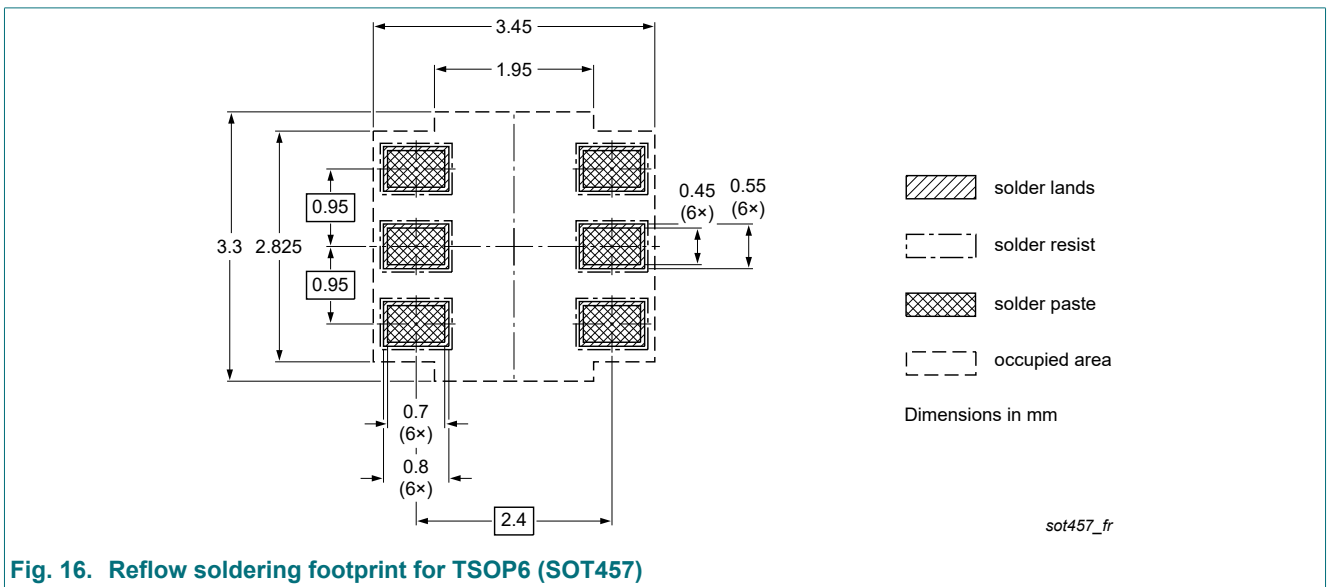 3.45
1.95
0.95
3.3 2.825
0.95
0.45
(6×)
0.55
(6×)
0.7
(6×)
0.8
(6×)
2.4
solder lands
solder resist
solder paste
occupied area
Dimensions in mm
sot457_fr
Fig. 16. Reflow soldering footprint for TSOP6 (SOT457)